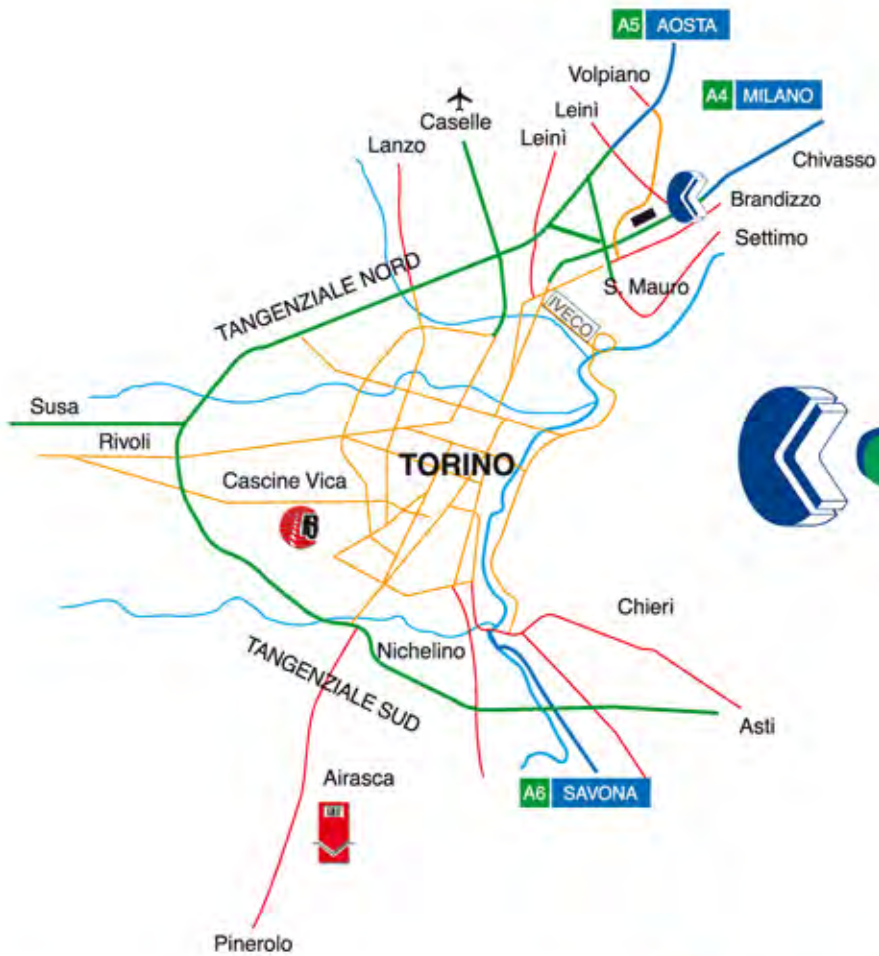 A5 AOSTA
Volpiano
A4 MILANO
Leinì
Caselle
Leinì
Lanzo
Chivasso
Brandizzo
Settimo
TANGENZIALE NORD
S. Mauro
IVECO
Susa
Rivoli
TORINO
Cascine Vica
Chieri
Nichelino
TANGENZIALE SUD
Asti
Airasca
A6 SAVONA
Pinerolo